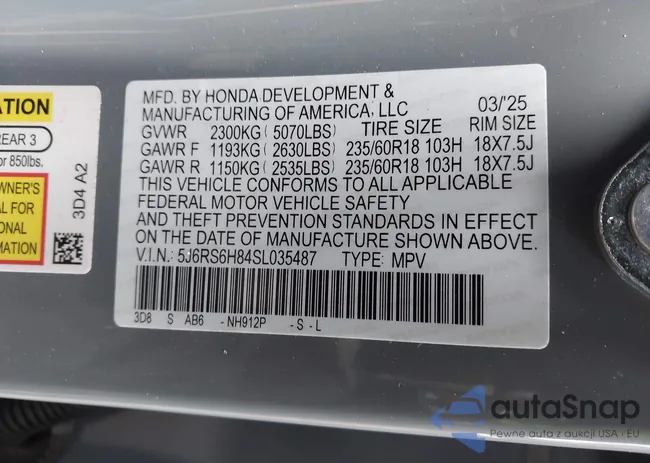 ATION
REAR 3
or 850lbs.
WNER'S
AL FOR
ONAL
RMATION
3D4 A2
MFD. BY HONDA DEVELOPMENT &
MANUFACTURING OF AMERICA, LLC 03/'25
GVWR 2300KG (5070LBS) TIRE SIZE RIM SIZE
GAWR F 1193KG (2630LBS) 235/60R18 103H 18X7.5J
GAWR R 1150KG (2535LBS) 235/60R18 103H 18X7.5J
THIS VEHICLE CONFORMS TO ALL APPLICABLE
FEDERAL MOTOR VEHICLE SAFETY
AND THEFT PREVENTION STANDARDS IN EFFECT
ON THE DATE OF MANUFACTURE SHOWN ABOVE.
V.I.N.: 5J6RS6H84SL035487 TYPE: MPV
3D8 S AB6 -NH912P -S-L
autaSnap
Pewne auta z aukcji USA i EU